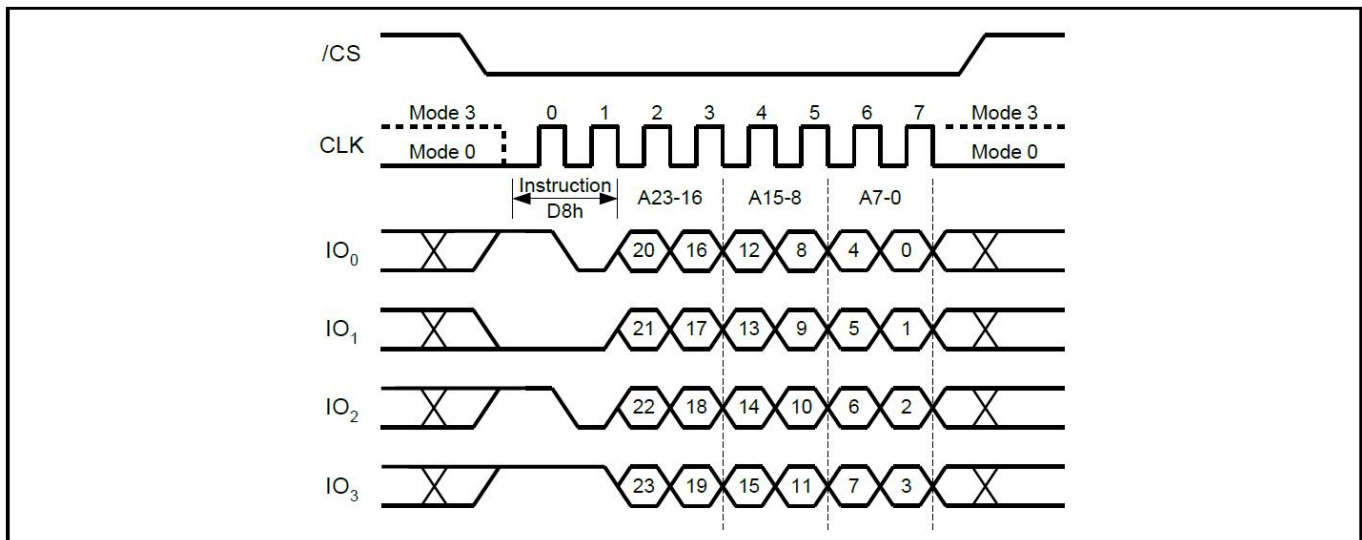 /CS
Mode 3 0 1 2 3 4 5 6 7 Mode 3
CLK
Mode 0 Mode 0
Instruction A23-16 A15-8 A7-0
D8h
IO0 20 16 12 8 4 0
IO1 21 17 13 9 5 1
IO2 22 18 14 10 6 2
IO3 23 19 15 11 7 3